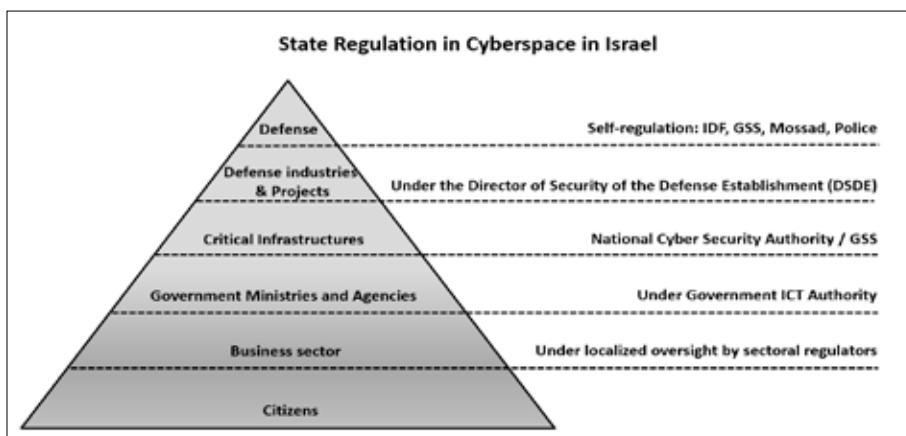 State Regulation in Cyberspace in Israel
Defense
Self-regulation: IDF, GSS, Mossad, Police
Defense industries
& Projects
Under the Director of Security of the Defense Establishment (DSDE)
Critical Infrastructures
National Cyber Security Authority / GSS
Government Ministries and Agencies
Under Government ICT Authority
Business sector
Under localized oversight by sectoral regulators
Citizens